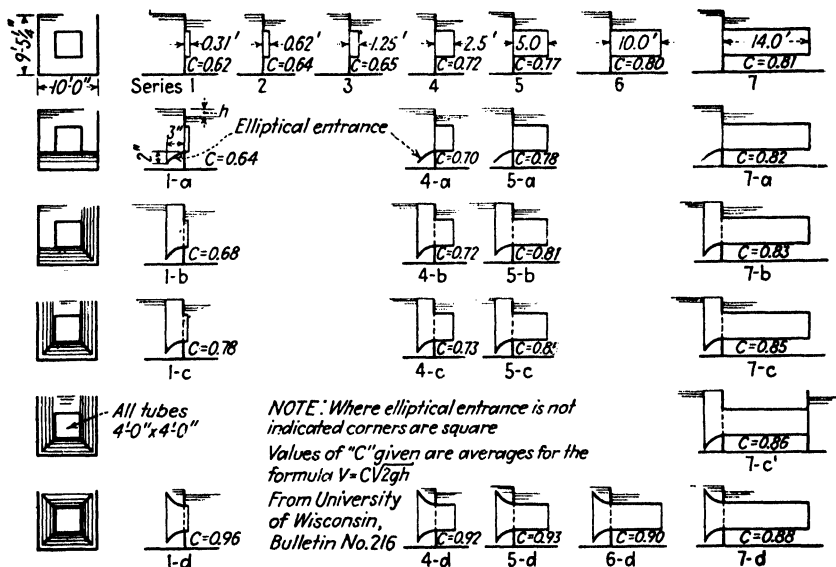 9'-5¼"
10'-0"
0.31' 0.62' 1.25' 2.5' 5.0 10.0' 14.0'
C=0.62 C=0.64 C=0.65 C=0.72 C=0.77 C=0.80 C=0.81
Series 1 2 3 4 5 6 7
h
3" Elliptical entrance
2" C=0.64 C=0.70 C=0.78 C=0.82
1-a 4-a 5-a 7-a
C=0.68 C=0.72 C=0.81 C=0.83
1-b 4-b 5-b 7-b
C=0.78 C=0.73 C=0.8 C=0.85
1-c 4-c 5-c 7-c
All tubes
4'-0"x4'-0"
NOTE: Where elliptical entrance is not
indicated corners are square
Values of "C" given are averages for the
formula V=C√2gh
From University
of Wisconsin,
Bulletin No. 216
C=0.86
7-c'
C=0.96 C=0.92 C=0.93 C=0.90 C=0.88
1-d 4-d 5-d 6-d 7-d